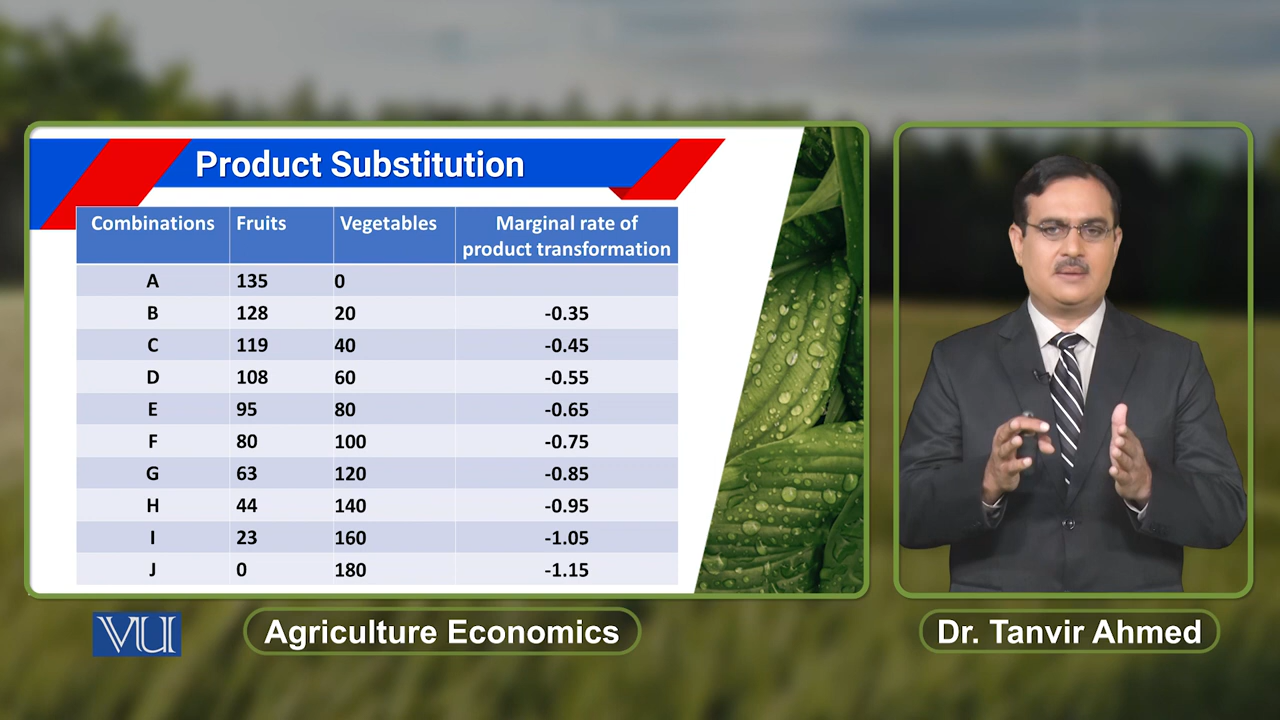 Product Substitution
Combinations Fruits Vegetables Marginal rate of product transformation
A 135 0
B 128 20 -0.35
C 119 40 -0.45
D 108 60 -0.55
E 95 80 -0.65
F 80 100 -0.75
G 63 120 -0.85
H 44 140 -0.95
I 23 160 -1.05
J 0 180 -1.15
VU
Agriculture Economics
Dr. Tanvir Ahmed